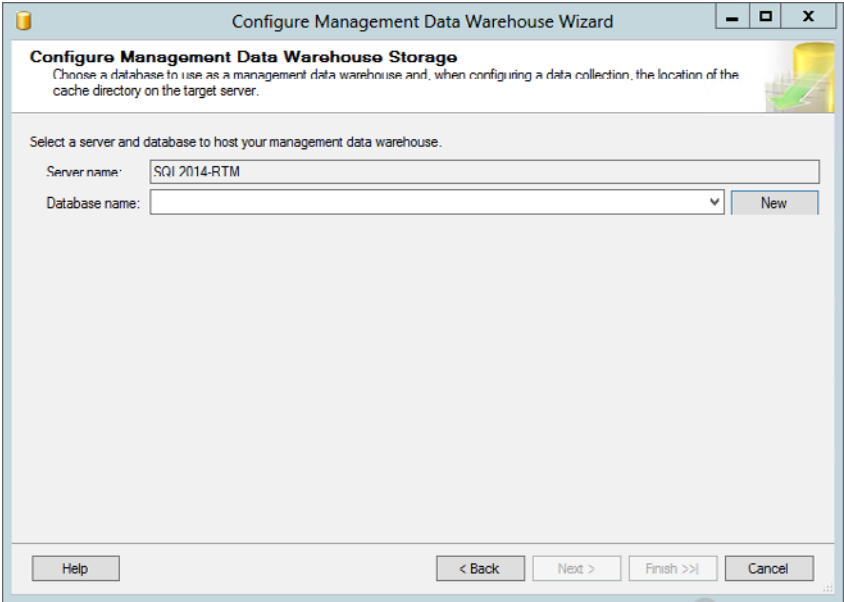 Configure Management Data Warehouse Wizard
Configure Management Data Warehouse Storage
Choose a database to use as a management data warehouse and, when configuring a data collection, the location of the
cache directory on the target server.
Select a server and database to host your management data warehouse.
Server name: SQL2014-RTM
Database name: New
Help < Back Next > Finish >>| Cancel